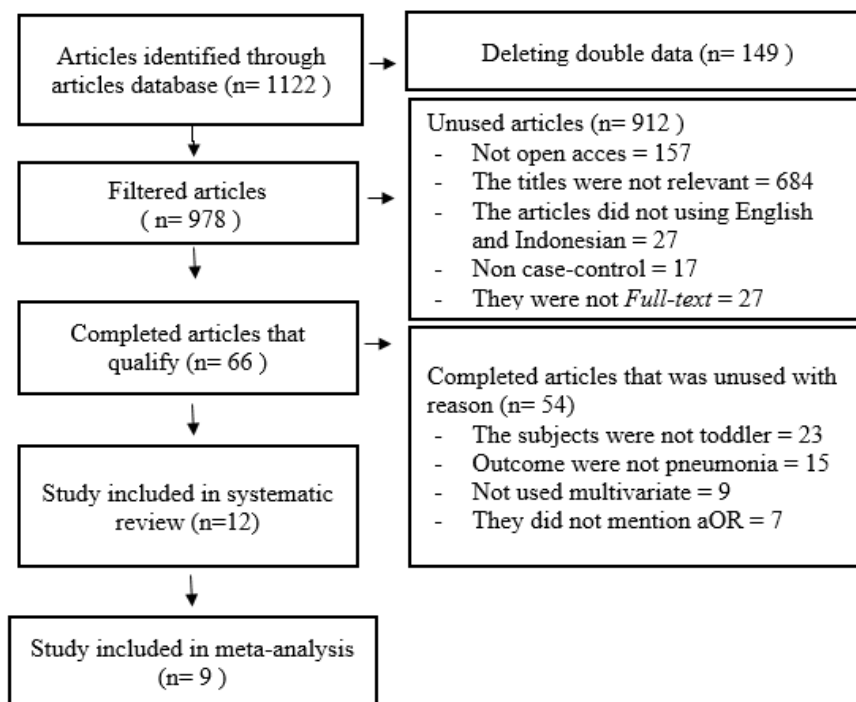 Articles identified through
articles database (n= 1122 )
Deleting double data (n= 149 )
Filtered articles
( n= 978 )
Unused articles (n= 912 )
- Not open acces = 157
- The titles were not relevant = 684
- The articles did not using English
and Indonesian = 27
- Non case-control = 17
- They were not Full-text = 27
Completed articles that
qualify (n= 66 )
Completed articles that was unused with
reason (n= 54)
- The subjects were not toddler = 23
- Outcome were not pneumonia = 15
- Not used multivariate = 9
- They did not mention aOR = 7
Study included in systematic
review (n=12)
Study included in meta-analysis
(n= 9 )